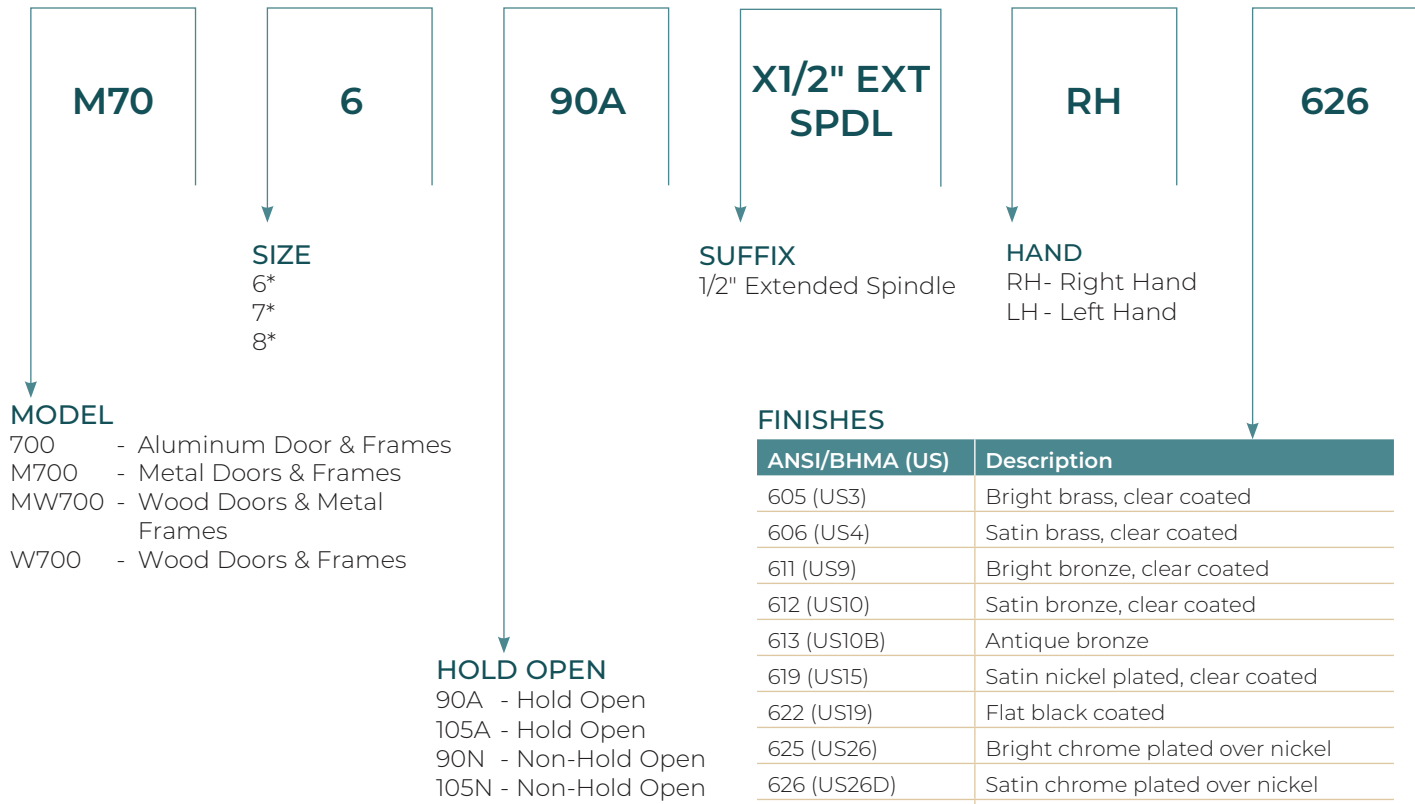 M70 6 90A X1/2" EXT RH 626
SPDL
SIZE
6*
7*
8*
SUFFIX
1/2" Extended Spindle
HAND
RH- Right Hand
LH - Left Hand
MODEL
700 - Aluminum Door & Frames
M700 - Metal Doors & Frames
MW700 - Wood Doors & Metal
Frames
W700 - Wood Doors & Frames
HOLD OPEN
90A - Hold Open
105A - Hold Open
90N - Non-Hold Open
105N - Non-Hold Open
FINISHES
ANSI/BHMA (US) Description
605 (US3) Bright brass, clear coated
606 (US4) Satin brass, clear coated
611 (US9) Bright bronze, clear coated
612 (US10) Satin bronze, clear coated
613 (US10B) Antique bronze
619 (US15) Satin nickel plated, clear coated
622 (US19) Flat black coated
625 (US26) Bright chrome plated over nickel
626 (US26D) Satin chrome plated over nickel